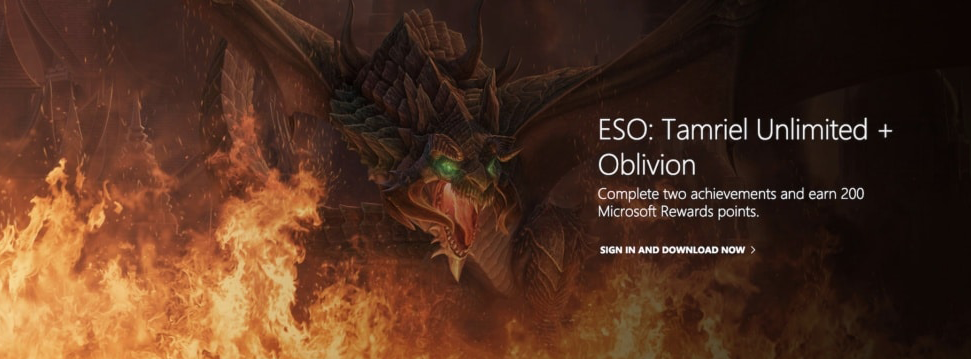 ESO: Tamriel Unlimited +
Oblivion
Complete two achievements and earn 200
Microsoft Rewards points.
SIGN IN AND DOWNLOAD NOW >